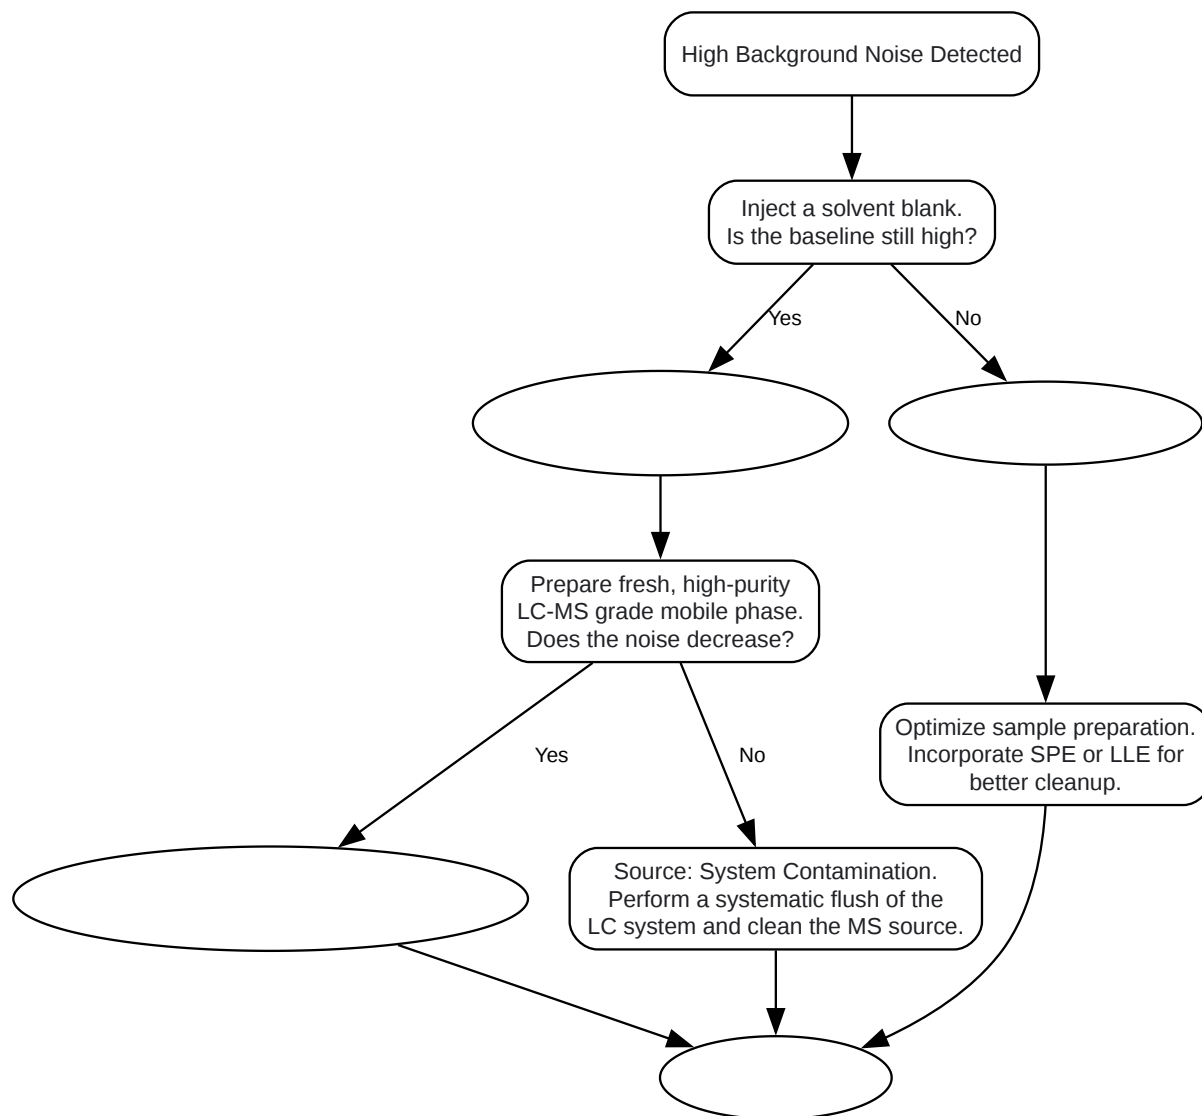 High Background Noise Detected
Inject a solvent blank.
Is the baseline still high?
Yes
No
Prepare fresh, high-purity
LC-MS grade mobile phase.
Does the noise decrease?
Optimize sample preparation.
Incorporate SPE or LLE for
better cleanup.
Yes
No
Source: System Contamination.
Perform a systematic flush of the
LC system and clean the MS source.